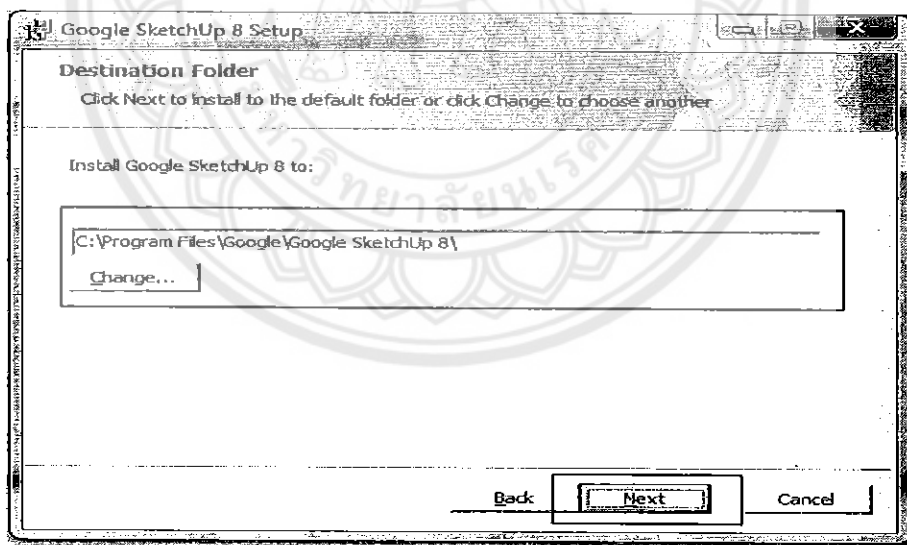 Google SketchUp 8 Setup
Destination Folder
Click Next to install to the default folder or click Change to choose another
Install Google SketchUp 8 to:
C:\Program Files\Google\Google SketchUp 8\
Change...
Back
Next
Cancel